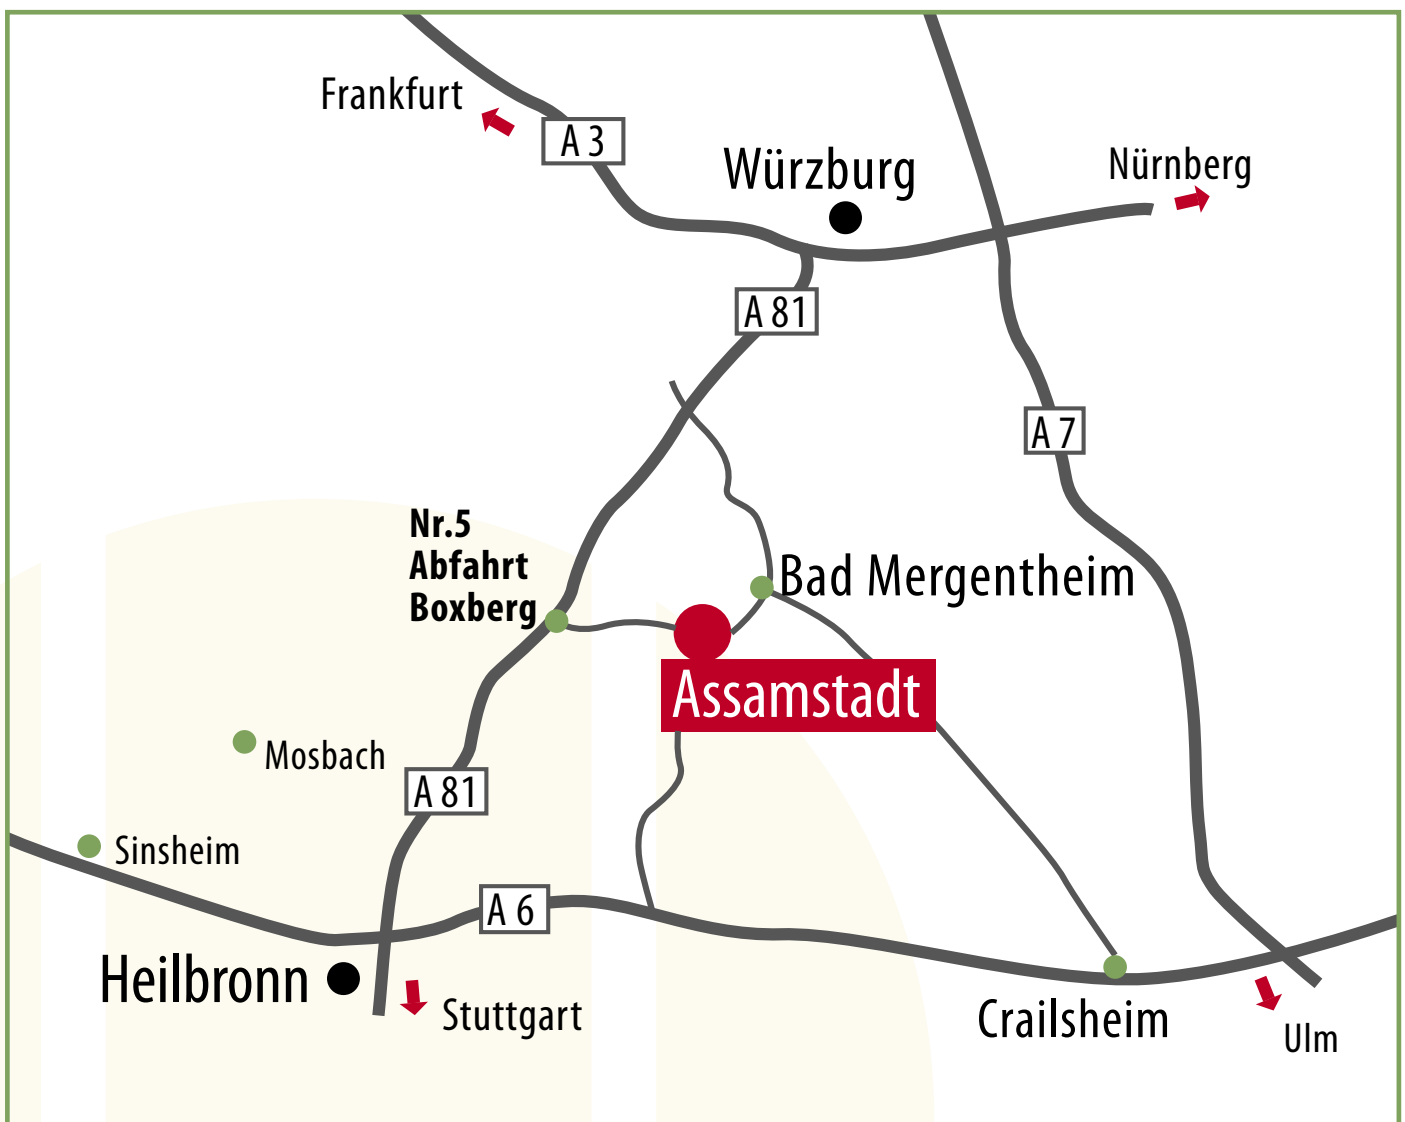 Frankfurt
A 3
Würzburg
Nürnberg
A 81
A 7
Nr.5
Abfahrt
Boxberg
Bad Mergentheim
Assamstadt
Mosbach
A 81
Sinsheim
A 6
Heilbronn
Stuttgart
Crailsheim
Ulm